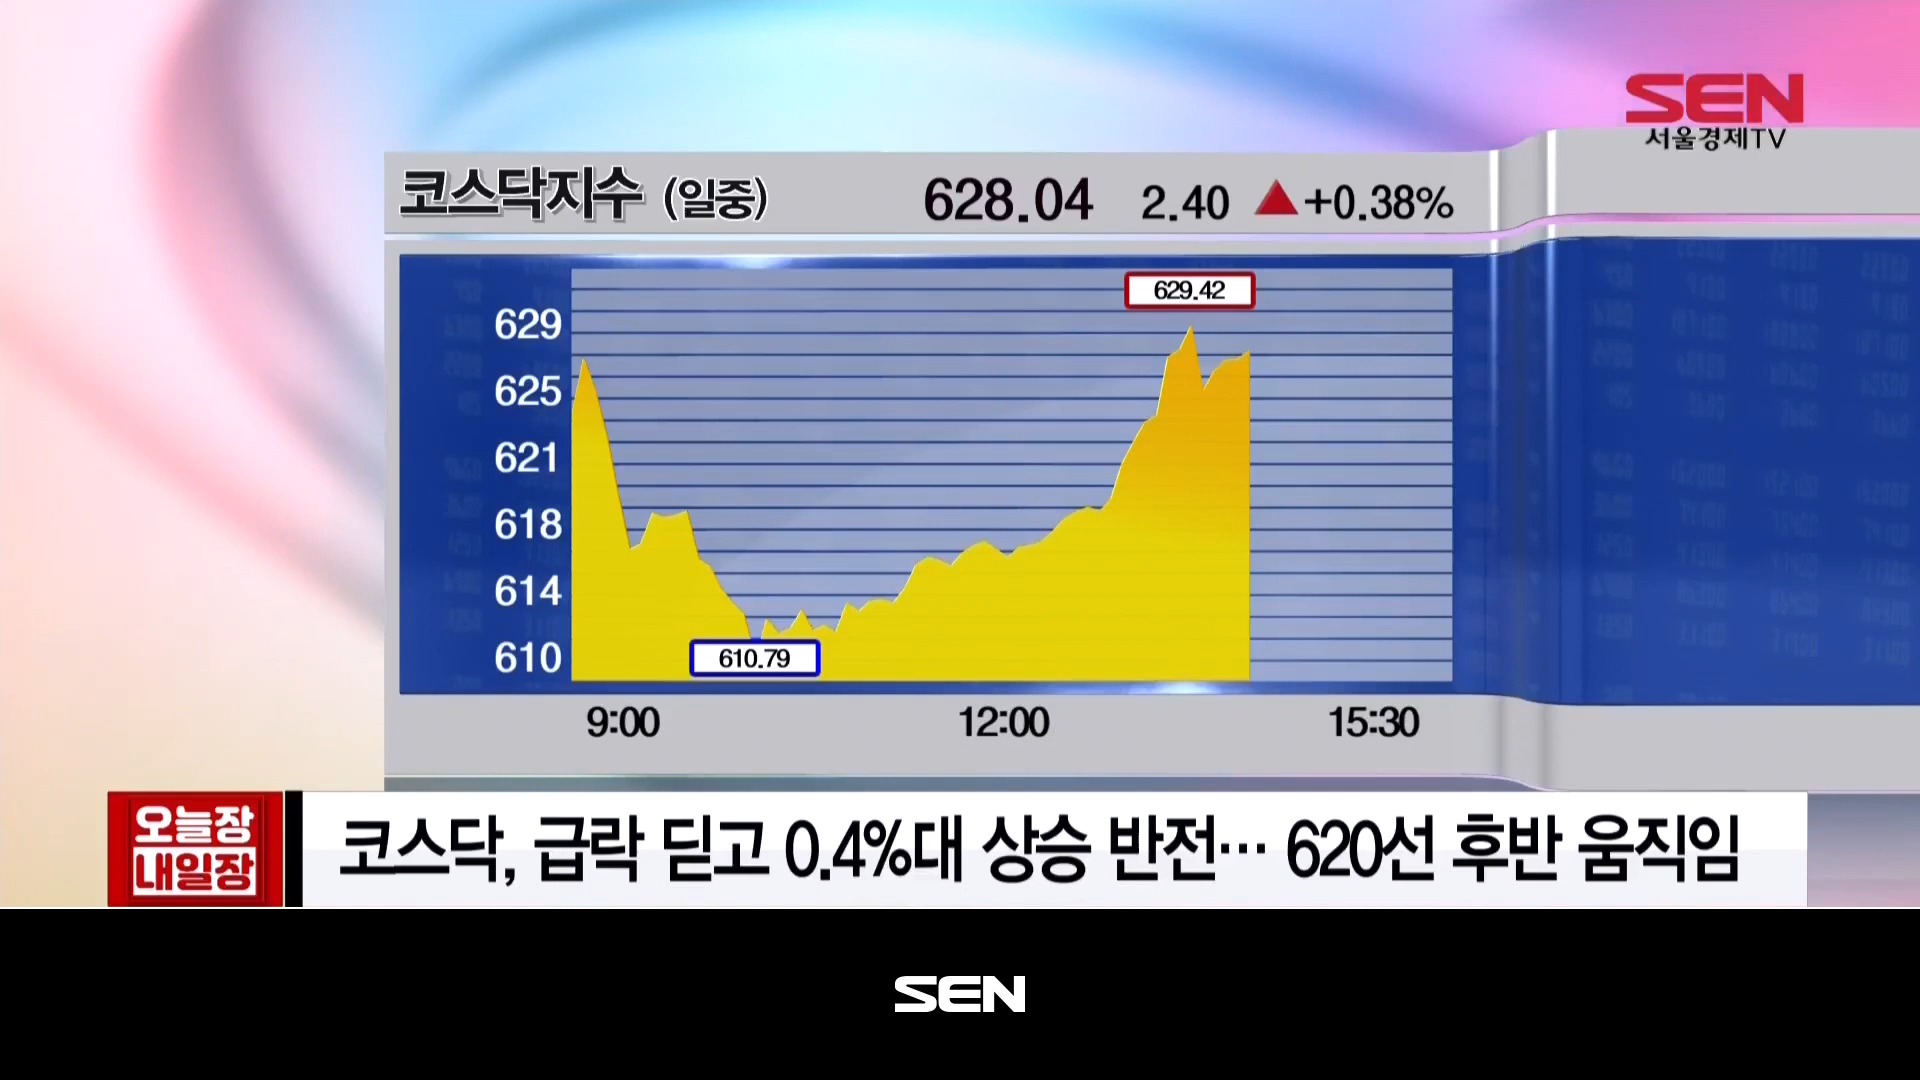 SEN
서울경제TV
코스닥지수 (일중) 628.04 2.40 ▲+0.38%
629.42
629
625
621
618
614
610
610.79
9:00 12:00 15:30
오늘장
내일장
코스닥, 급락 딛고 0.4%대 상승 반전… 620선 후반 움직임
SEN